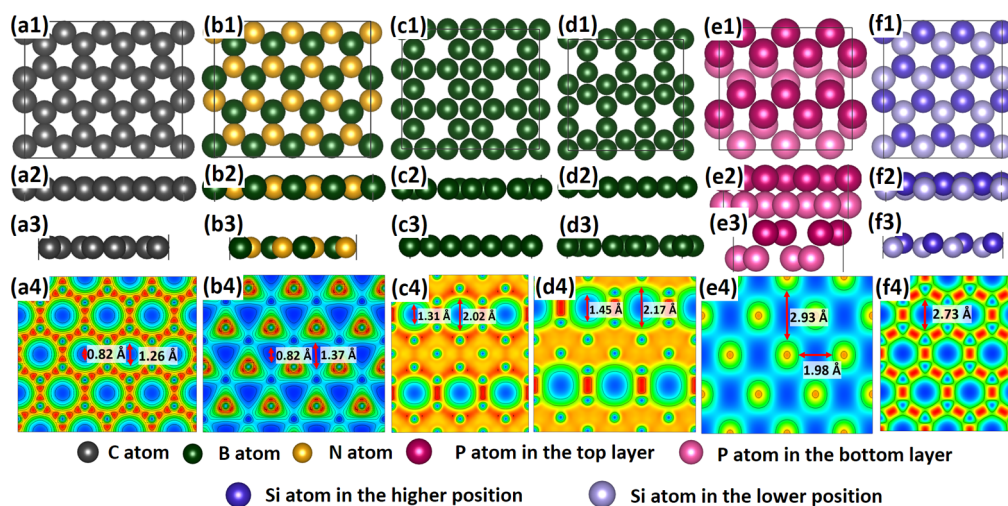 (a1) (b1) (c1) (d1) (e1) (f1)
(a2) (b2) (c2) (d2) (e2) (f2)
(a3) (b3) (c3) (d3) (e3) (f3)
(a4) (b4) (c4) (d4) (e4) (f4)
0.82 Å 1.26 Å 0.82 Å 1.37 Å 1.31 Å 2.02 Å 1.45 Å 2.17 Å 2.93 Å 1.98 Å 2.73 Å
C atom B atom N atom P atom in the top layer P atom in the bottom layer
Si atom in the higher position Si atom in the lower position